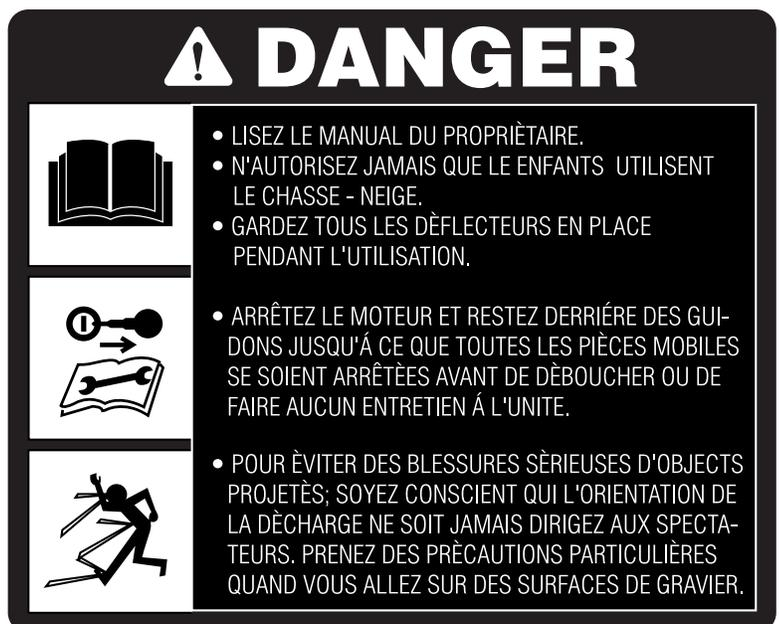 DANGER
• LISEZ LE MANUAL DU PROPRIÈTAIRE.
• N'AUTORISEZ JAMAIS QUE LE ENFANTS UTILISENT
LE CHASSE - NEIGE.
• GARDEZ TOUS LES DÈFLECTEURS EN PLACE
PENDANT L'UTILISATION.
• ARRÊTEZ LE MOTEUR ET RESTEZ DERRIÉRE DES GUI-
DONS JUSQU'Á CE QUE TOUTES LES PIÈCES MOBILES
SE SOIENT ARRÊTÈES AVANT DE DÈBOUCHER OU DE
FAIRE AUCUN ENTRETIEN Á L'UNITE.
• POUR ÈVITER DES BLESSURES SÈRIEUSES D'OBJECTS
PROJETÈS; SOYEZ CONSCIENT QUI L'ORIENTATION DE
LA DÈCHARGE NE SOIT JAMAIS DIRIGEZ AUX SPECTA-
TEURS. PRENEZ DES PRÈCAUTIONS PARTICULIÈRES
QUAND VOUS ALLEZ SUR DES SURFACES DE GRAVIER.